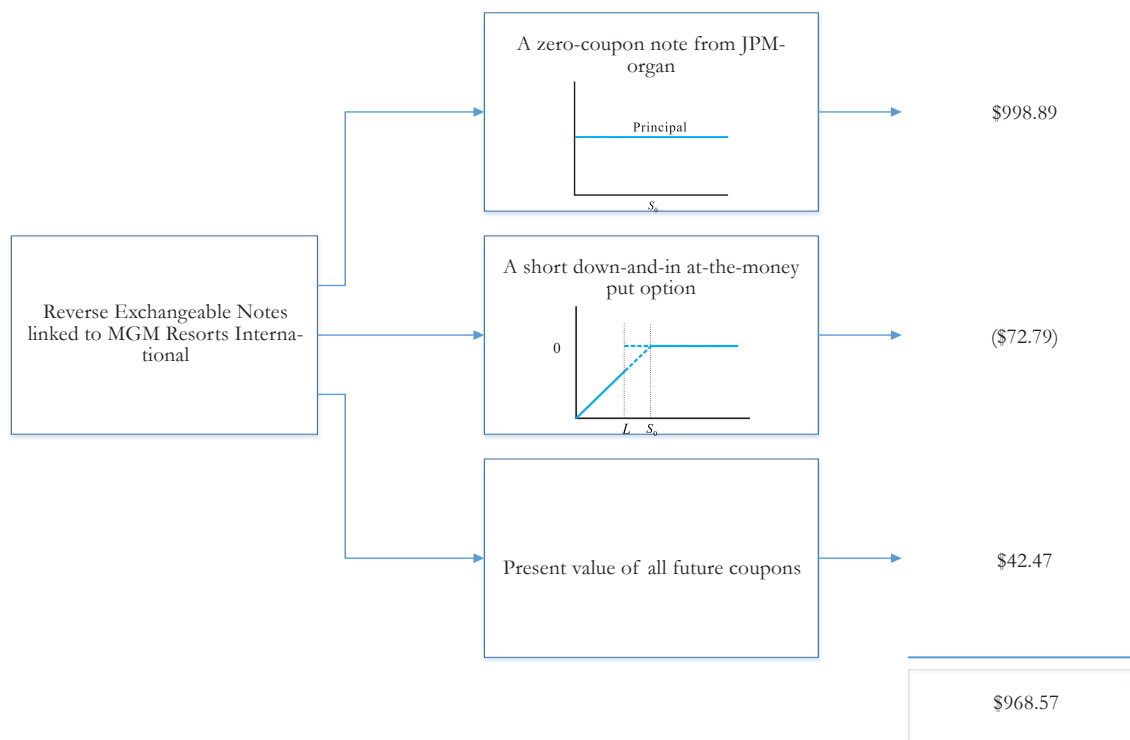 A zero-coupon note from JPM-
organ
Principal
S₀
$998.89
Reverse Exchangeable Notes
linked to MGM Resorts Interna-
tional
A short down-and-in at-the-money
put option
0
L S₀
($72.79)
Present value of all future coupons
$42.47
$968.57